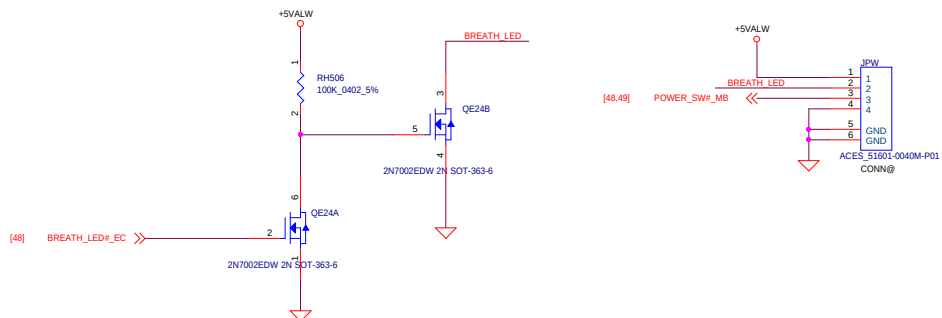 +5VALW
1
RH506
100K_0402_5%
2
BREATH_LED
3
QE24B
5
4
2N7002EDW 2N SOT-363-6
6
QE24A
2
[48] BREATH_LED#_EC
1
2N7002EDW 2N SOT-363-6
+5VALW
JPW
1 1
BREATH_LED 2 2
[48,49] POWER_SW#_MB 3 3
4 4
5 GND
6 GND
ACES_51601-0040M-P01
CONN@